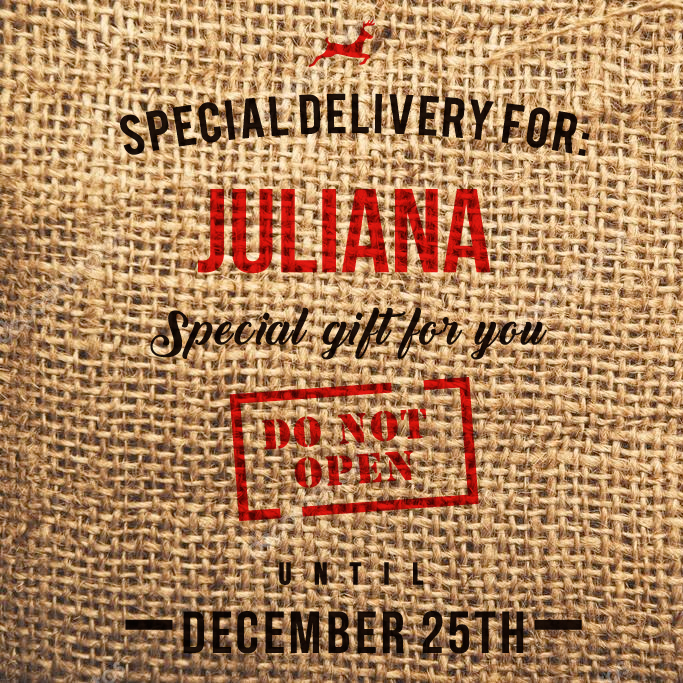 SPECIAL DELIVERY FOR:
JULIANA
Special gift for you
DO NOT
OPEN
UNTIL
DECEMBER 25TH